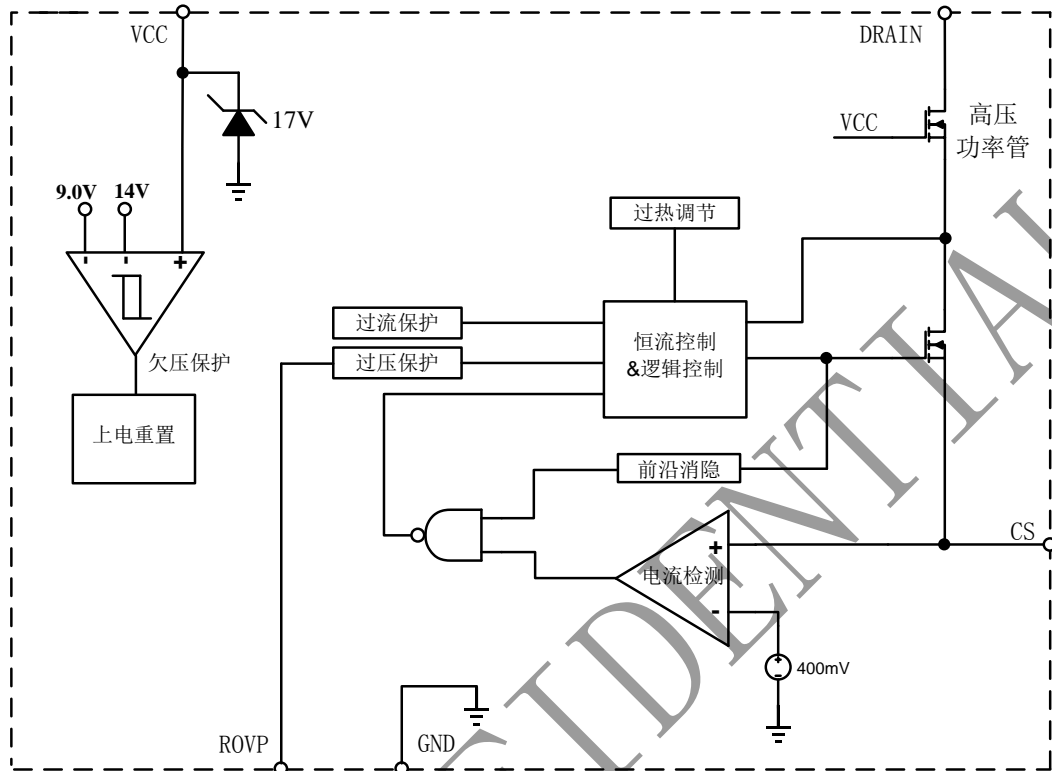 VCC
DRAIN
17V
VCC
高压
功率管
9.0V
14V
-
-
+
过热调节
过流保护
过压保护
恒流控制
&逻辑控制
欠压保护
上电重置
前沿消隐
CS
+
电流检测
-
+
-
400mV
ROVP
GND
FIDENTIAL